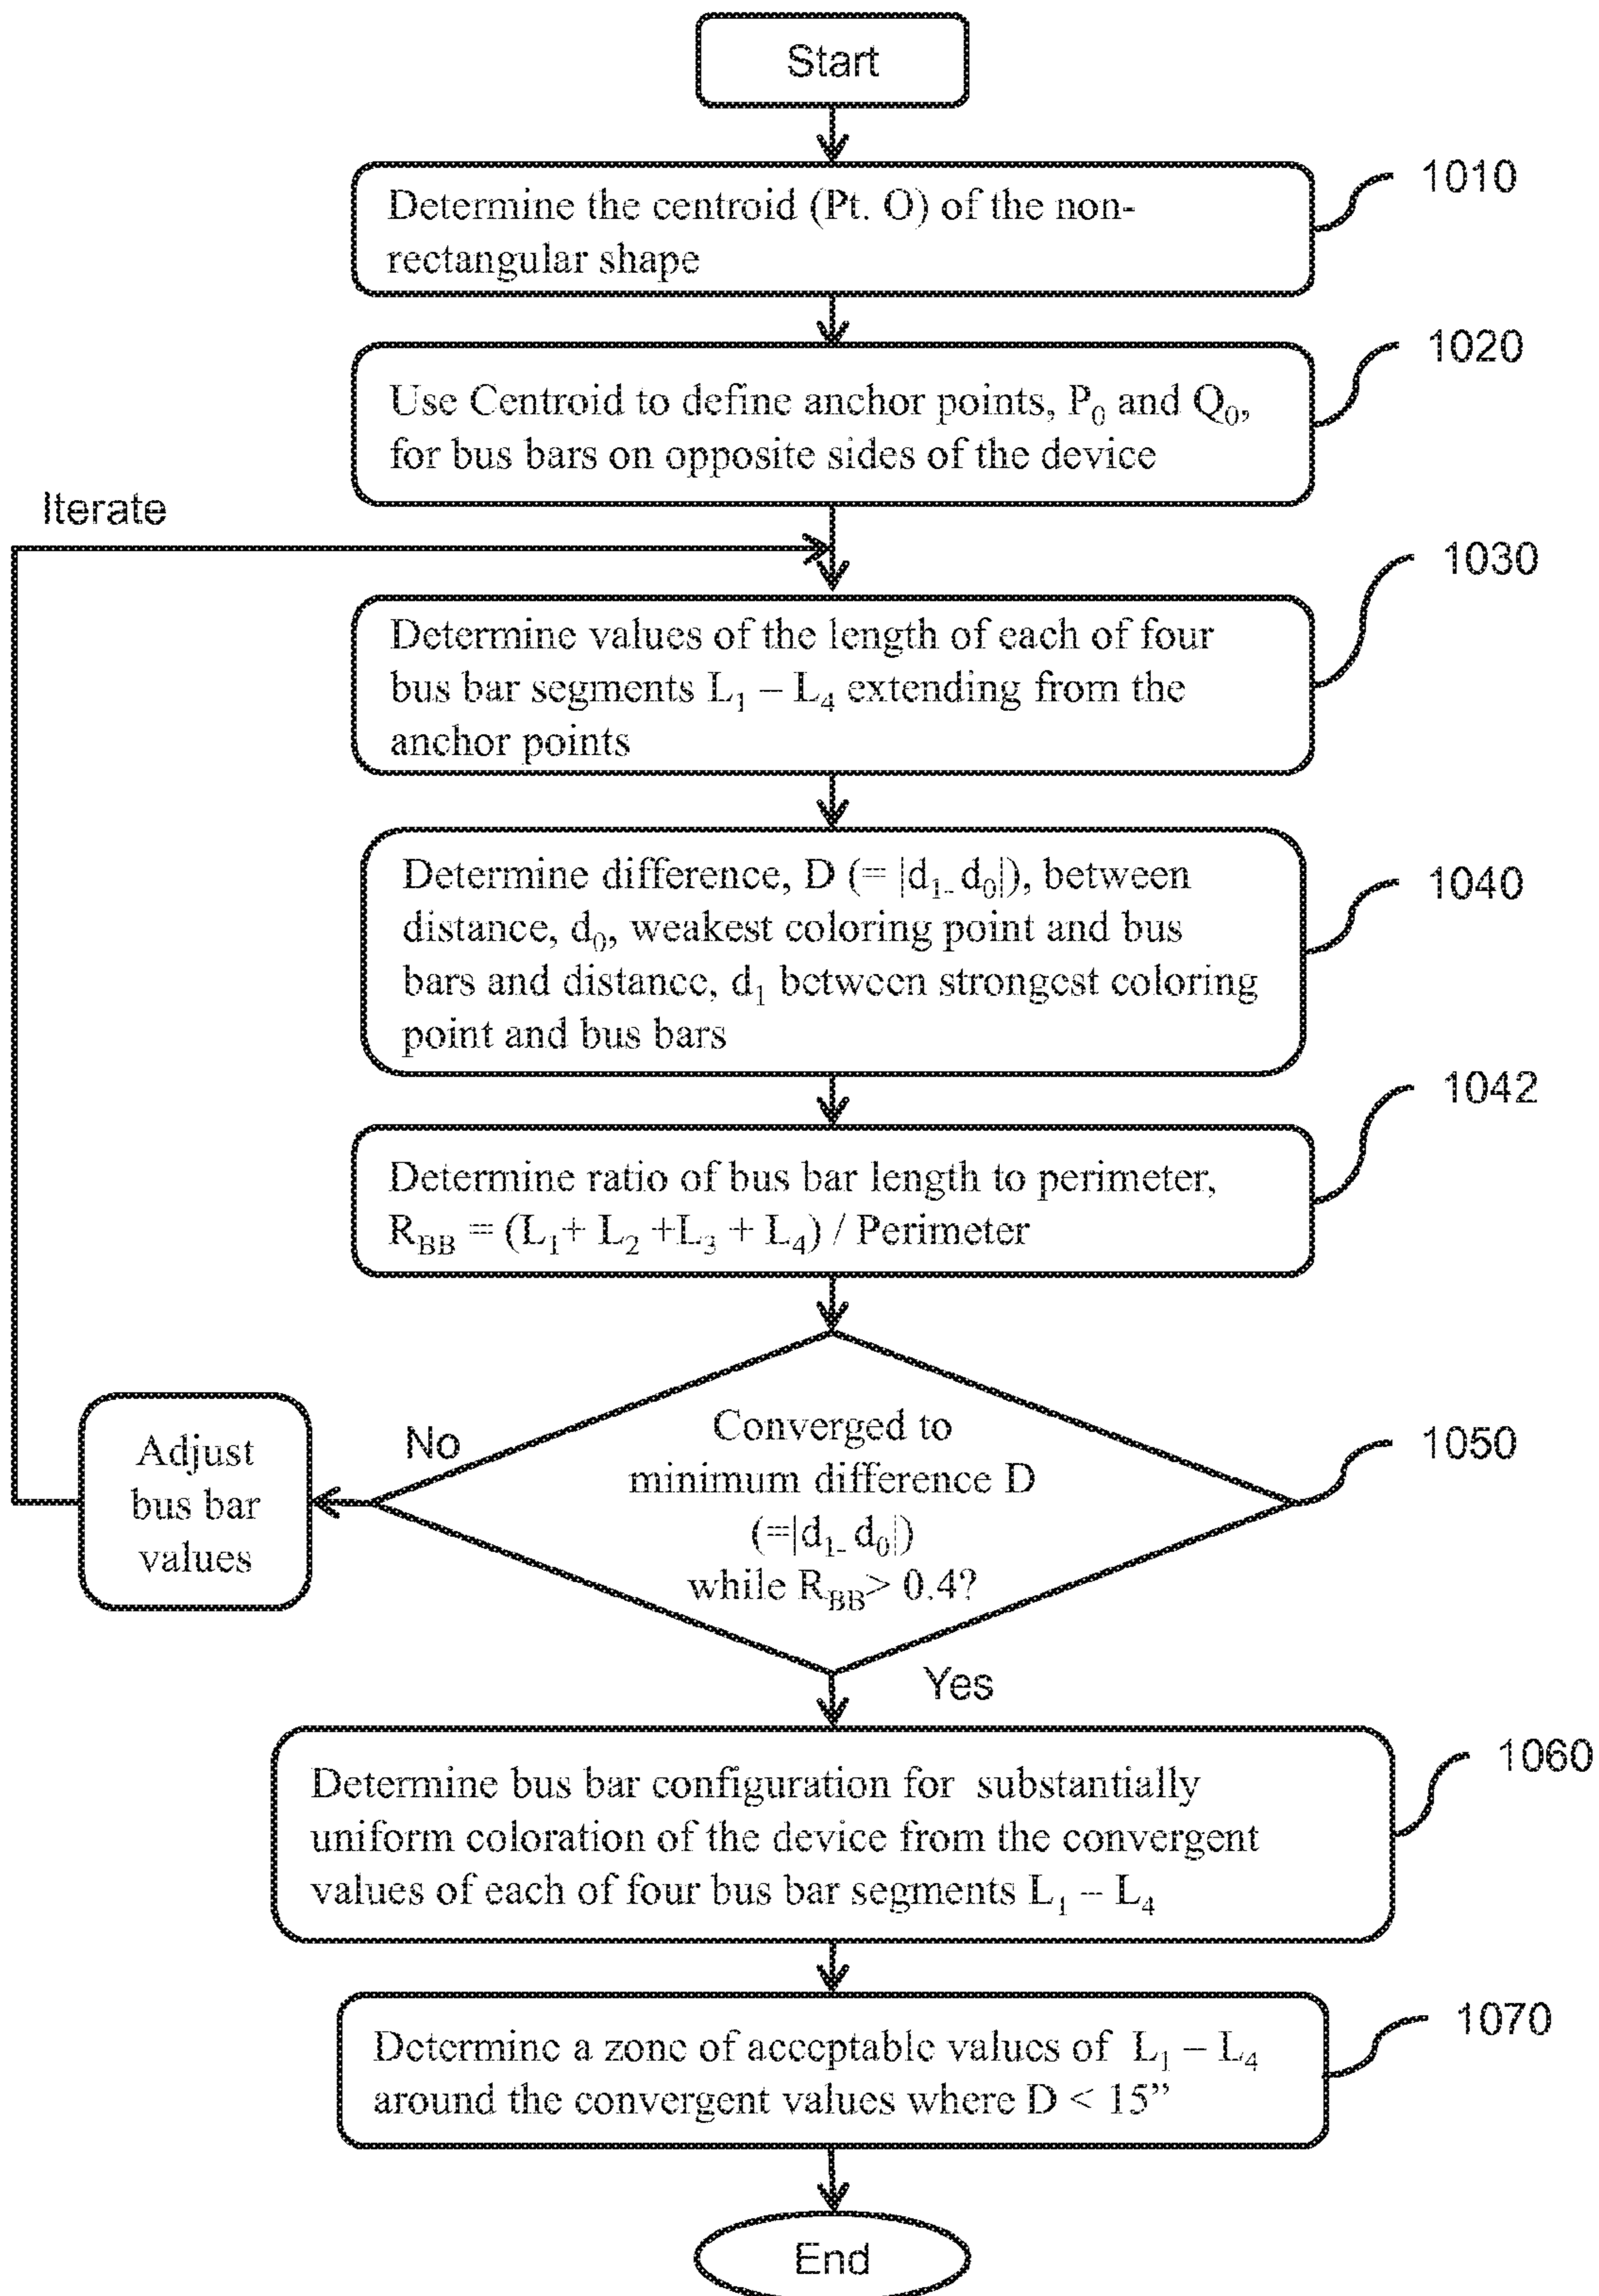 Start
Determine the centroid (Pt. O) of the non-
rectangular shape
1010
Use Centroid to define anchor points, P₀ and Q₀,
for bus bars on opposite sides of the device
1020
Iterate
Determine values of the length of each of four
bus bar segments L₁ – L₄ extending from the
anchor points
1030
Determine difference, D (= |d₁₋ d₀|), between
distance, d₀, weakest coloring point and bus
bars and distance, d₁ between strongest coloring
point and bus bars
1040
Determine ratio of bus bar length to perimeter,
R_BB = (L₁+ L₂ +L₃ + L₄) / Perimeter
1042
Converged to
minimum difference D
(=|d₁₋ d₀|)
while R_BB> 0.4?
1050
No
Adjust
bus bar
values
Yes
Determine bus bar configuration for substantially
uniform coloration of the device from the convergent
values of each of four bus bar segments L₁ – L₄
1060
Determine a zone of acceptable values of L₁ – L₄
around the convergent values where D < 15”
1070
End